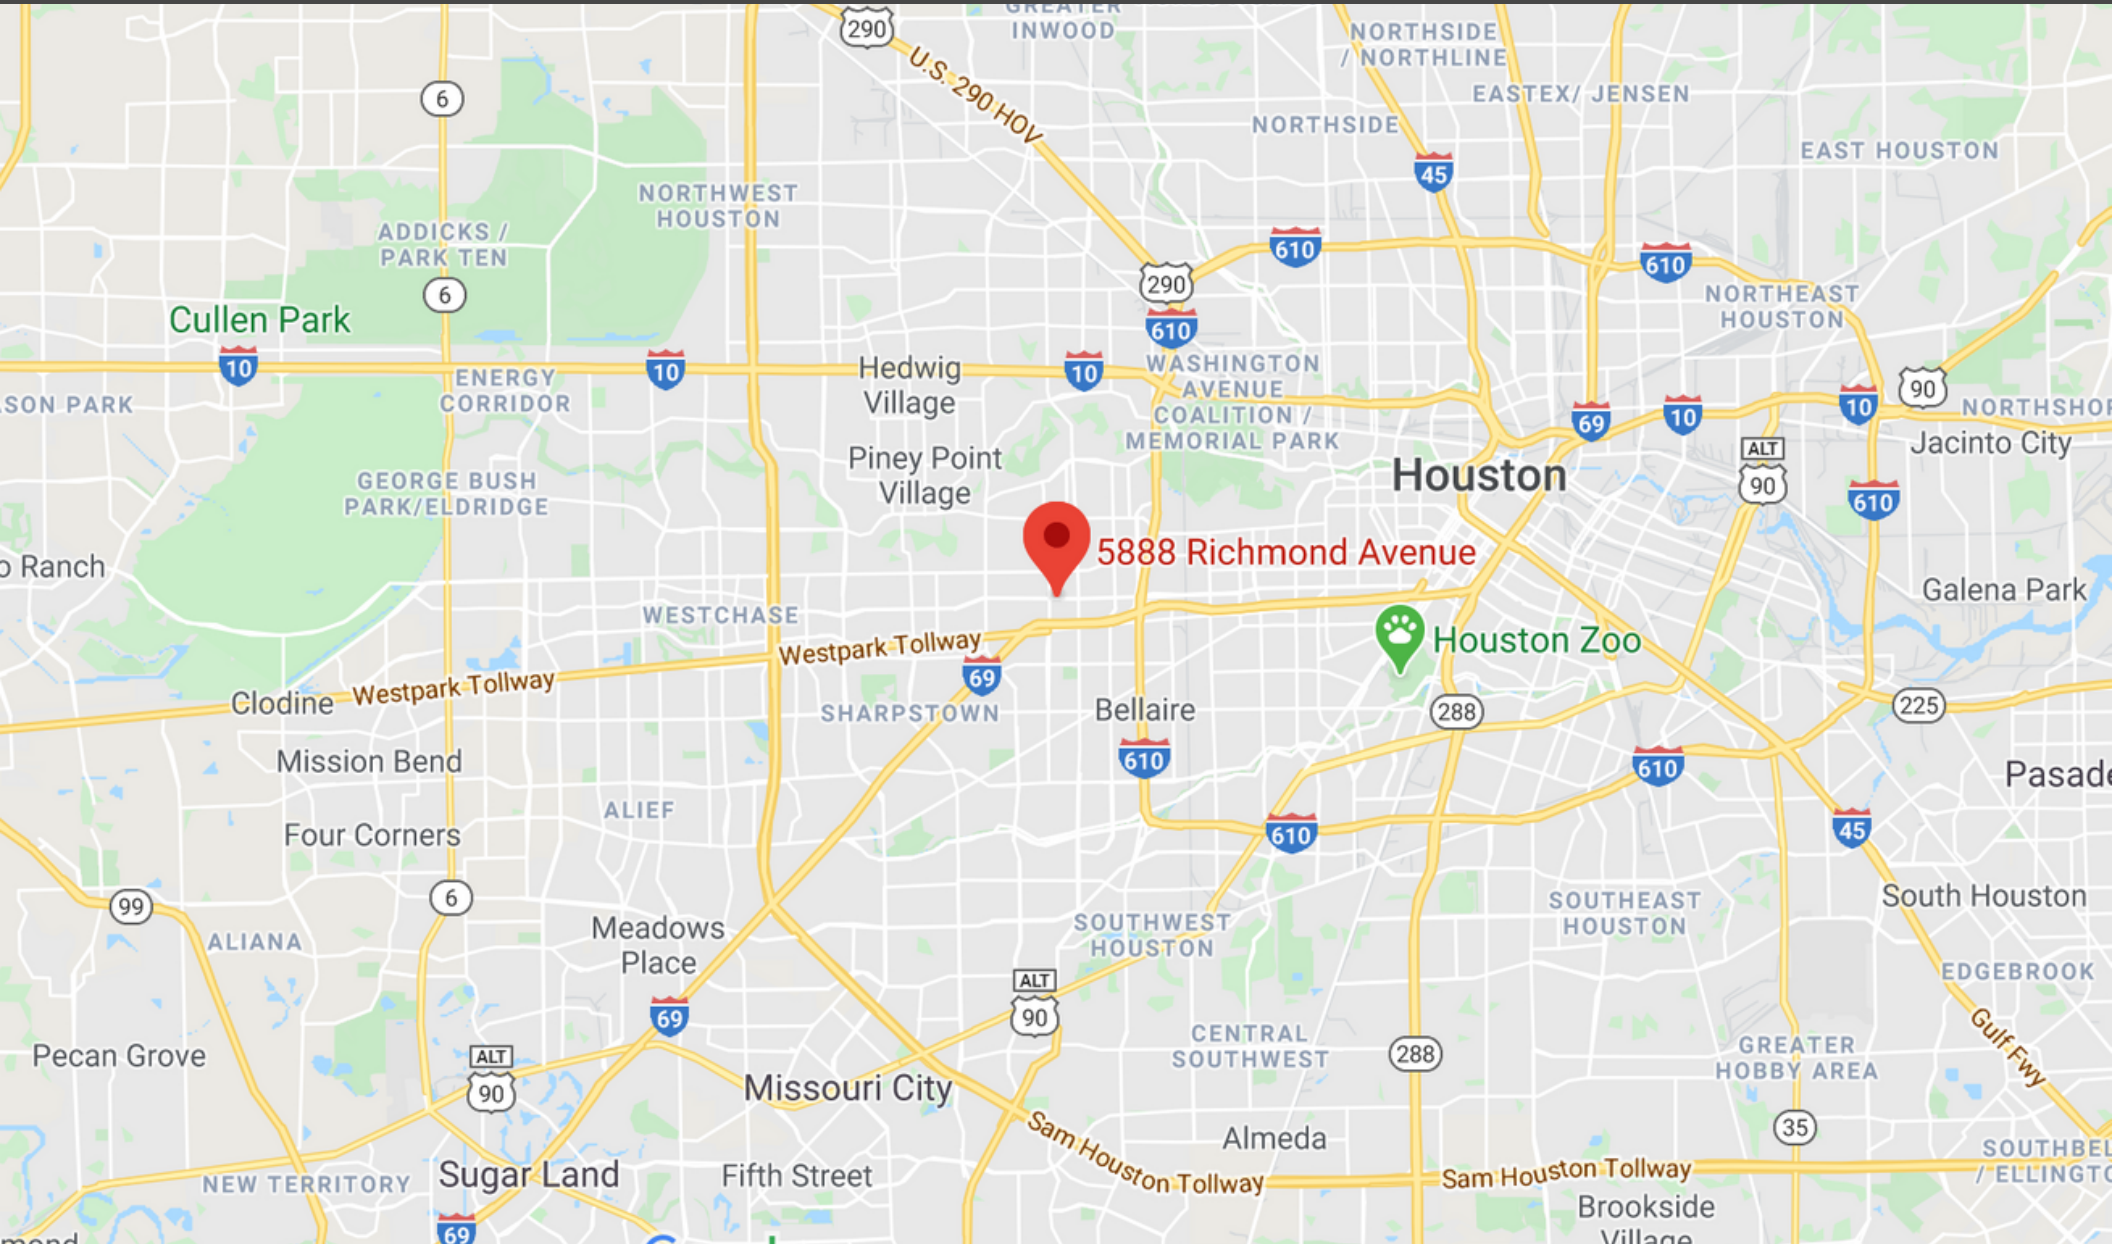 GREATER
INWOOD
290
U.S. 290 HOV
NORTHSIDE
/ NORTHLINE
EASTEX/ JENSEN
6
NORTHSIDE
EAST HOUSTON
45
NORTHWEST
HOUSTON
ADDICKS /
PARK TEN
610
610
290
6
NORTHEAST
HOUSTON
Cullen Park
610
10
10
Hedwig
Village
10
WASHINGTON
AVENUE
COALITION /
MEMORIAL PARK
ENERGY
CORRIDOR
SON PARK
90
10
NORTHSHOR
69
10
Jacinto City
ALT
90
Piney Point
Village
Houston
GEORGE BUSH
PARK/ELDRIDGE
610
5888 Richmond Avenue
o Ranch
Galena Park
WESTCHASE
Houston Zoo
Westpark Tollway
69
Westpark Tollway
Clodine
SHARPSTOWN
Bellaire
288
225
Mission Bend
610
610
Pasade
ALIEF
Four Corners
610
45
6
99
South Houston
SOUTHEAST
HOUSTON
Meadows
Place
SOUTHWEST
HOUSTON
ALIANA
EDGEBROOK
ALT
90
69
Gulf Fwy
CENTRAL
SOUTHWEST
288
GREATER
HOBBY AREA
Pecan Grove
ALT
90
Missouri City
35
Almeda
Sam Houston Tollway
Sam Houston Tollway
SOUTHBEL
/ ELLINGTO
NEW TERRITORY
Sugar Land
Fifth Street
Brookside
Village
69
mond